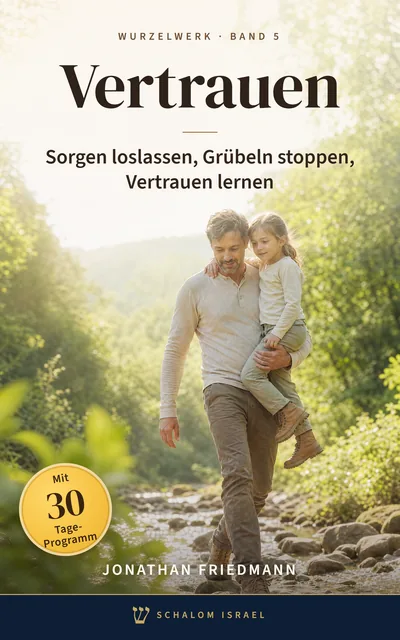 WURZELWERK · BAND 5
Vertrauen
Sorgen loslassen, Grübeln stoppen,
Vertrauen lernen
Mit
30
Tage-
Programm
JONATHAN FRIEDMANN
ש SCHALOM ISRAEL